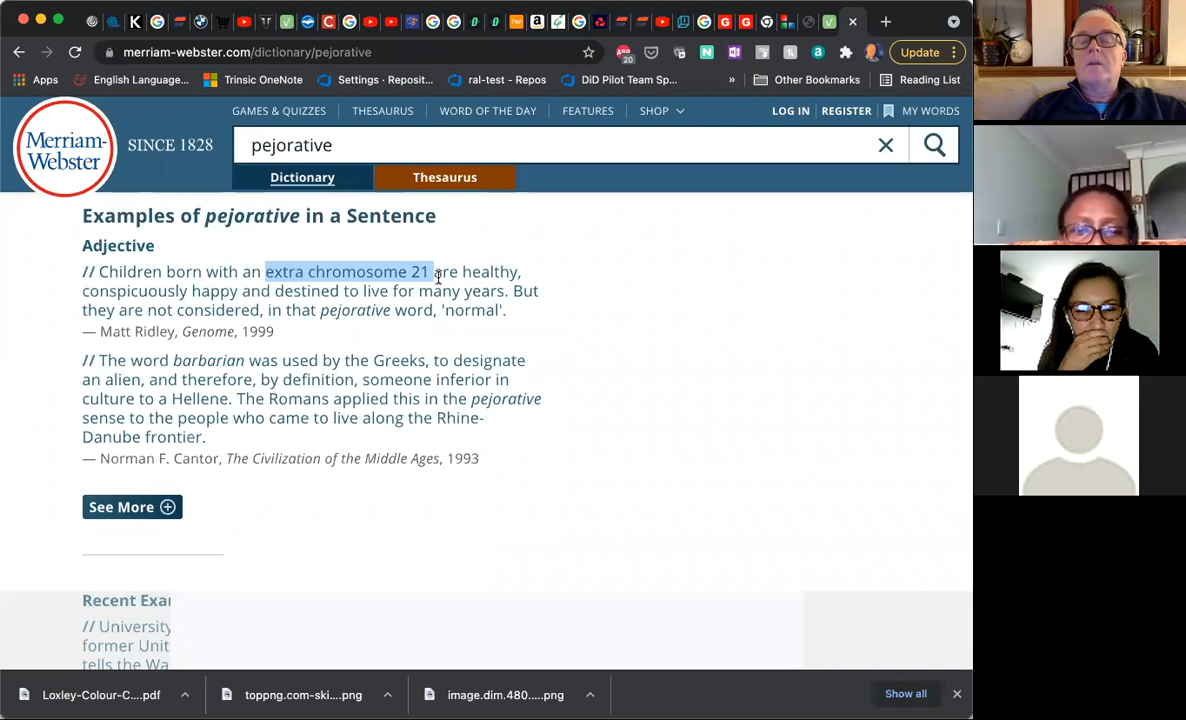 merriam-webster.com/dictionary/pejorative
20
Update
Apps
English Language...
Trinsic OneNote
Settings · Reposit...
ral-test - Repos
DiD Pilot Team Sp...
»
Other Bookmarks
Reading List
GAMES & QUIZZES
THESAURUS
WORD OF THE DAY
FEATURES
SHOP
LOG IN
REGISTER
MY WORDS
Merriam-
Webster
SINCE 1828
pejorative
Dictionary
Thesaurus
Examples of pejorative in a Sentence
Adjective
// Children born with an extra chromosome 21 are healthy,
conspicuously happy and destined to live for many years. But
they are not considered, in that pejorative word, 'normal'.
— Matt Ridley, Genome, 1999
// The word barbarian was used by the Greeks, to designate
an alien, and therefore, by definition, someone inferior in
culture to a Hellene. The Romans applied this in the pejorative
sense to the people who came to live along the Rhine-
Danube frontier.
— Norman F. Cantor, The Civilization of the Middle Ages, 1993
See More
Recent Exa
// University
former Unit
tells the Wa
Loxley-Colour-C....pdf
toppng.com-ski....png
image.dim.480.....png
Show all